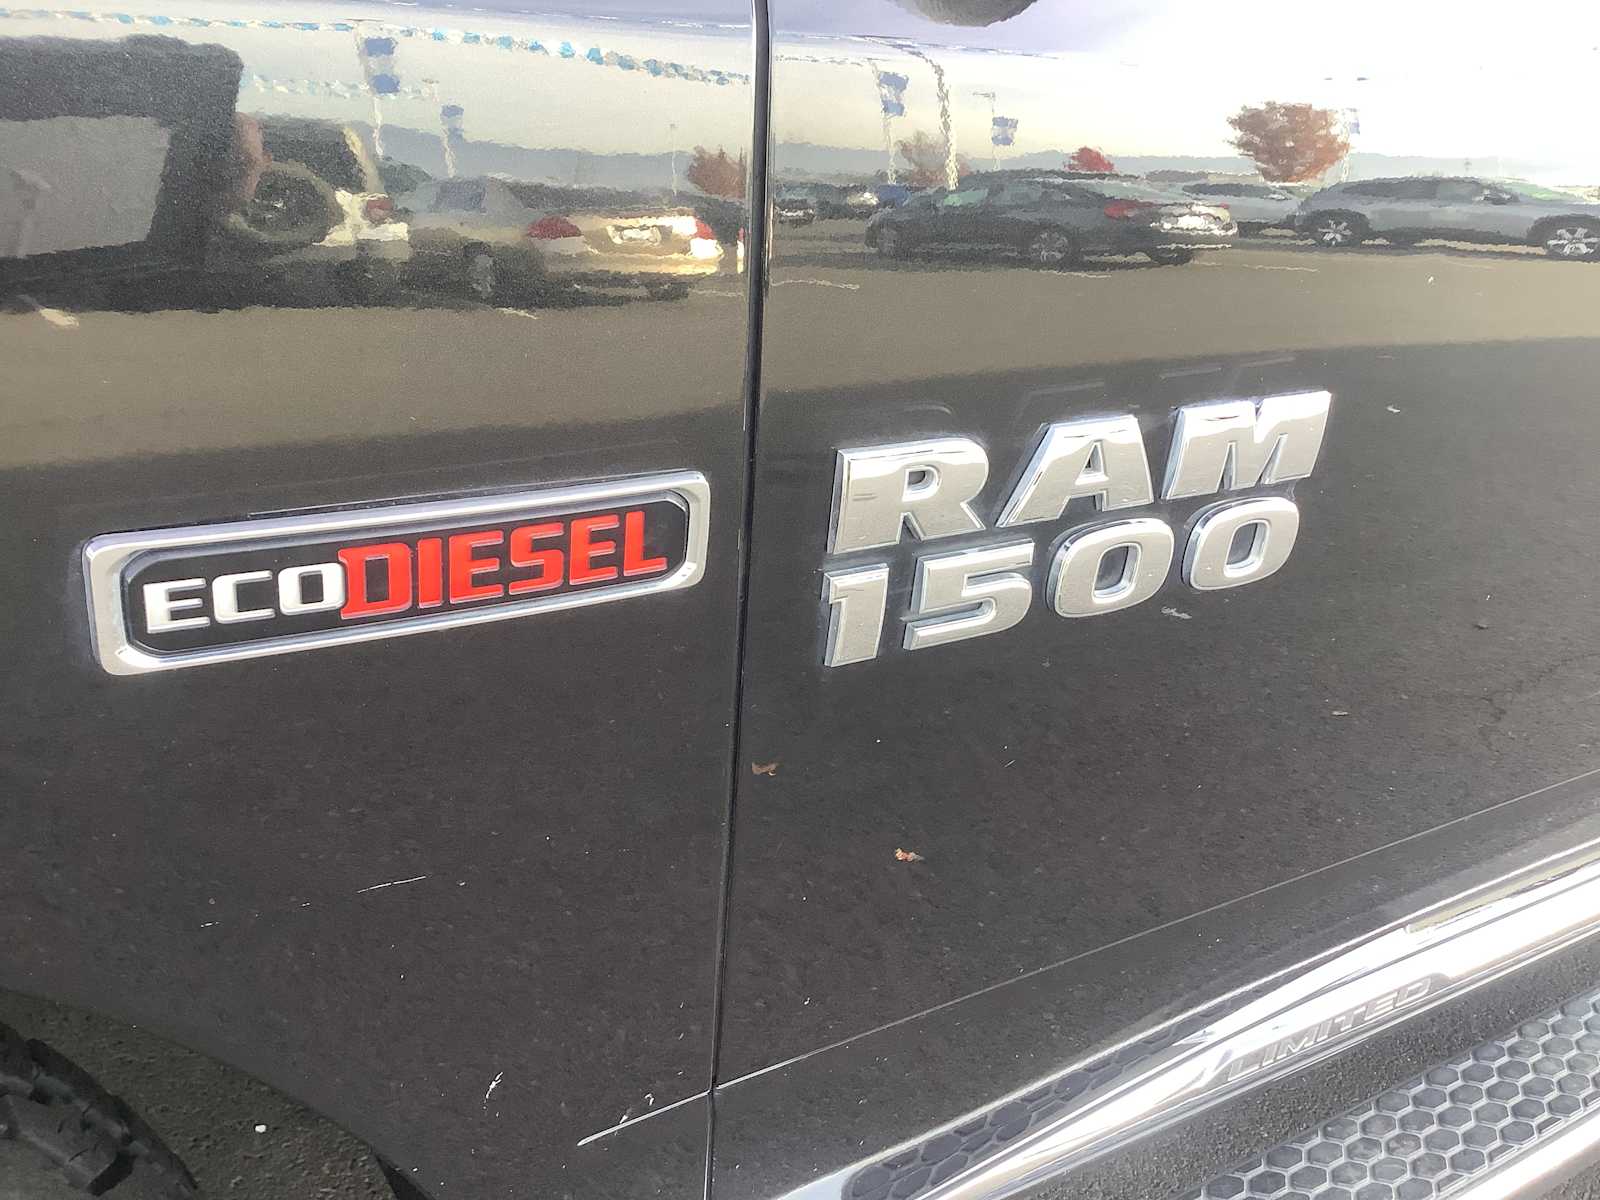 ECODIESEL
RAM
1500
LIMITED